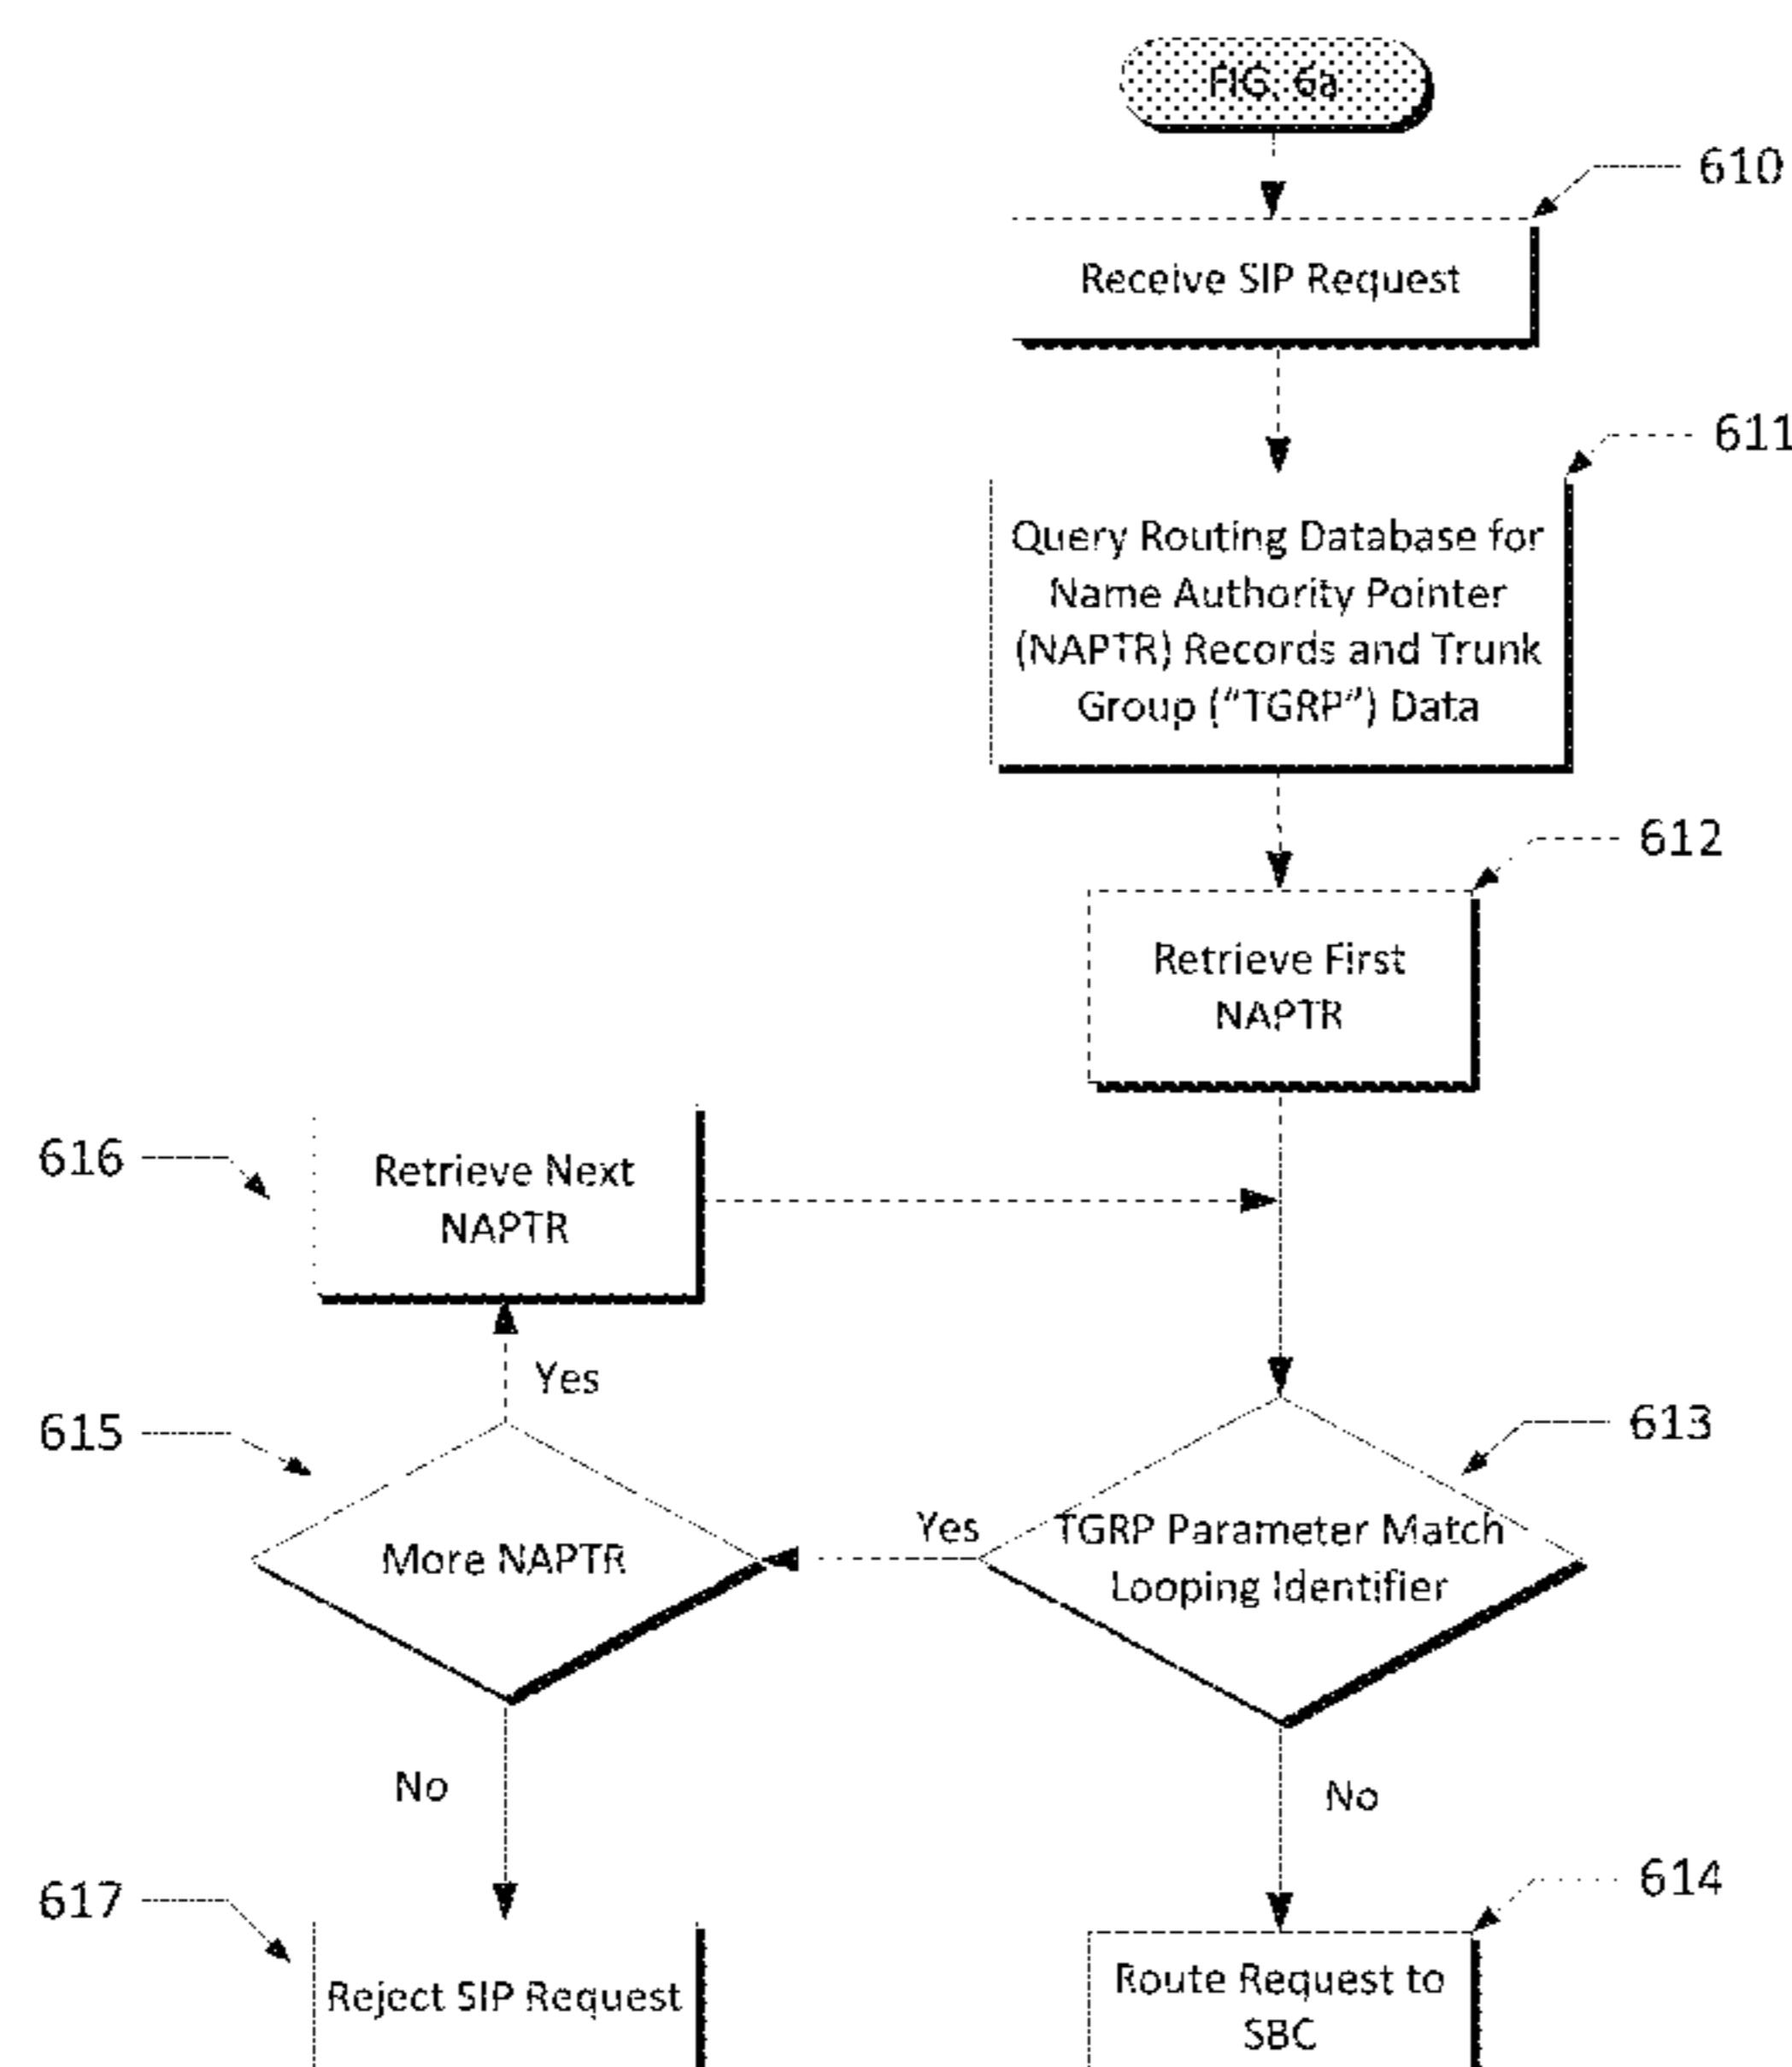 FIG. 6a
610
Receive SIP Request
611
Query Routing Database for
Name Authority Pointer
(NAPTR) Records and Trunk
Group (“TGRP”) Data
612
Retrieve First
NAPTR
616
Retrieve Next
NAPTR
Yes
615
More NAPTR
Yes
613
TGRP Parameter Match
Looping Identifier
No
No
617
Reject SIP Request
614
Route Request to
SBC